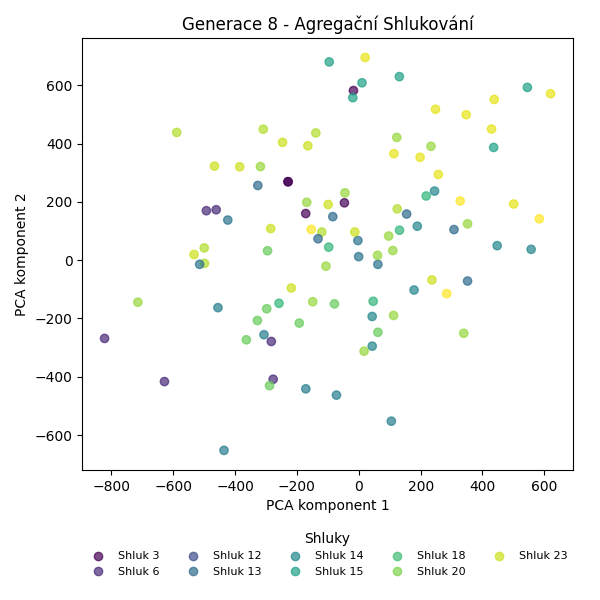 Generace 8 - Agregační Shlukování
PCA komponent 2
600
400
200
0
−200
−400
−600
−800 −600 −400 −200 0 200 400 600
PCA komponent 1
Shluky
Shluk 3 Shluk 12 Shluk 14 Shluk 18 Shluk 23
Shluk 6 Shluk 13 Shluk 15 Shluk 20